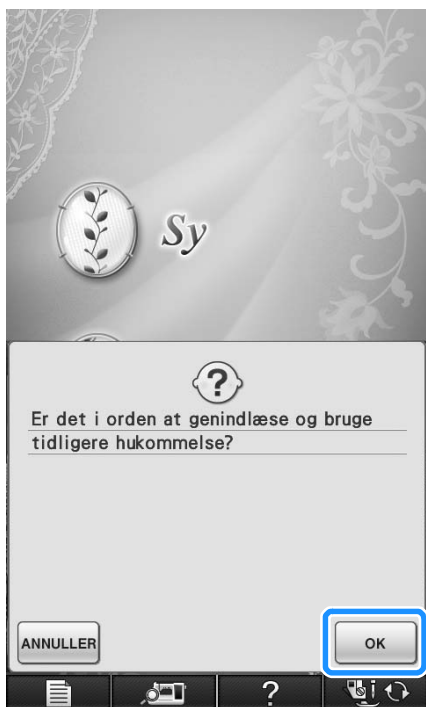 Sy
Er det i orden at genindlæse og bruge
tidligere hukommelse?
ANNULLER
OK